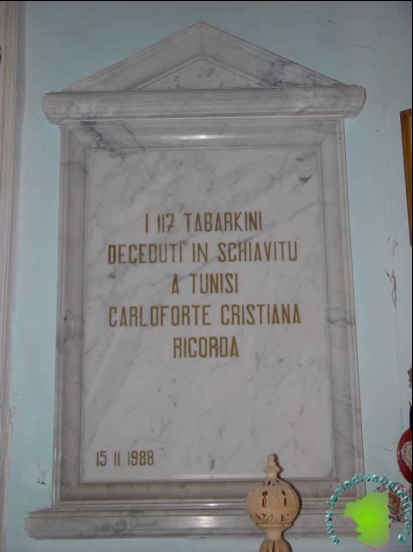 I 117 TABARKINI
DECEDUTI IN SCHIAVITU
A TUNISI
CARLOFORTE CRISTIANA
RICORDA
15 11 1988